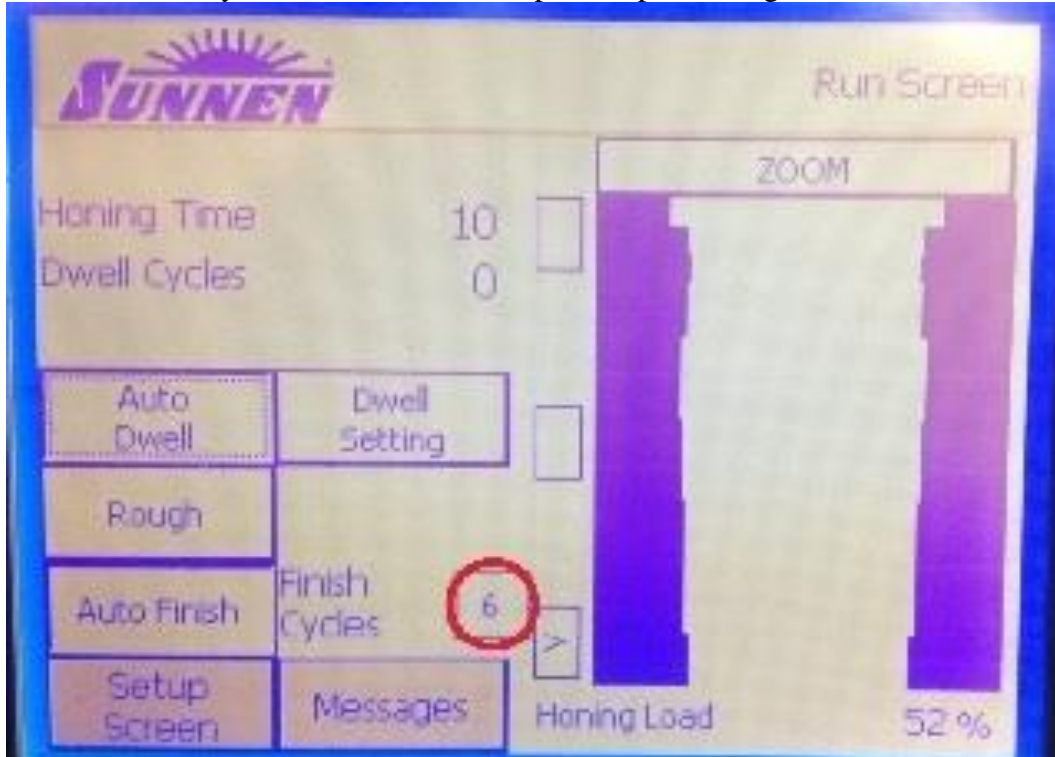 SUNNEN
Run Screen
ZOOM
Honing Time 10
Dwell Cycles 0
Auto
Dwell
Dwell
Setting
Rough
Auto Finish
Finish
Cycles 6
>
Setup
Screen
Messages
Honing Load 52 %